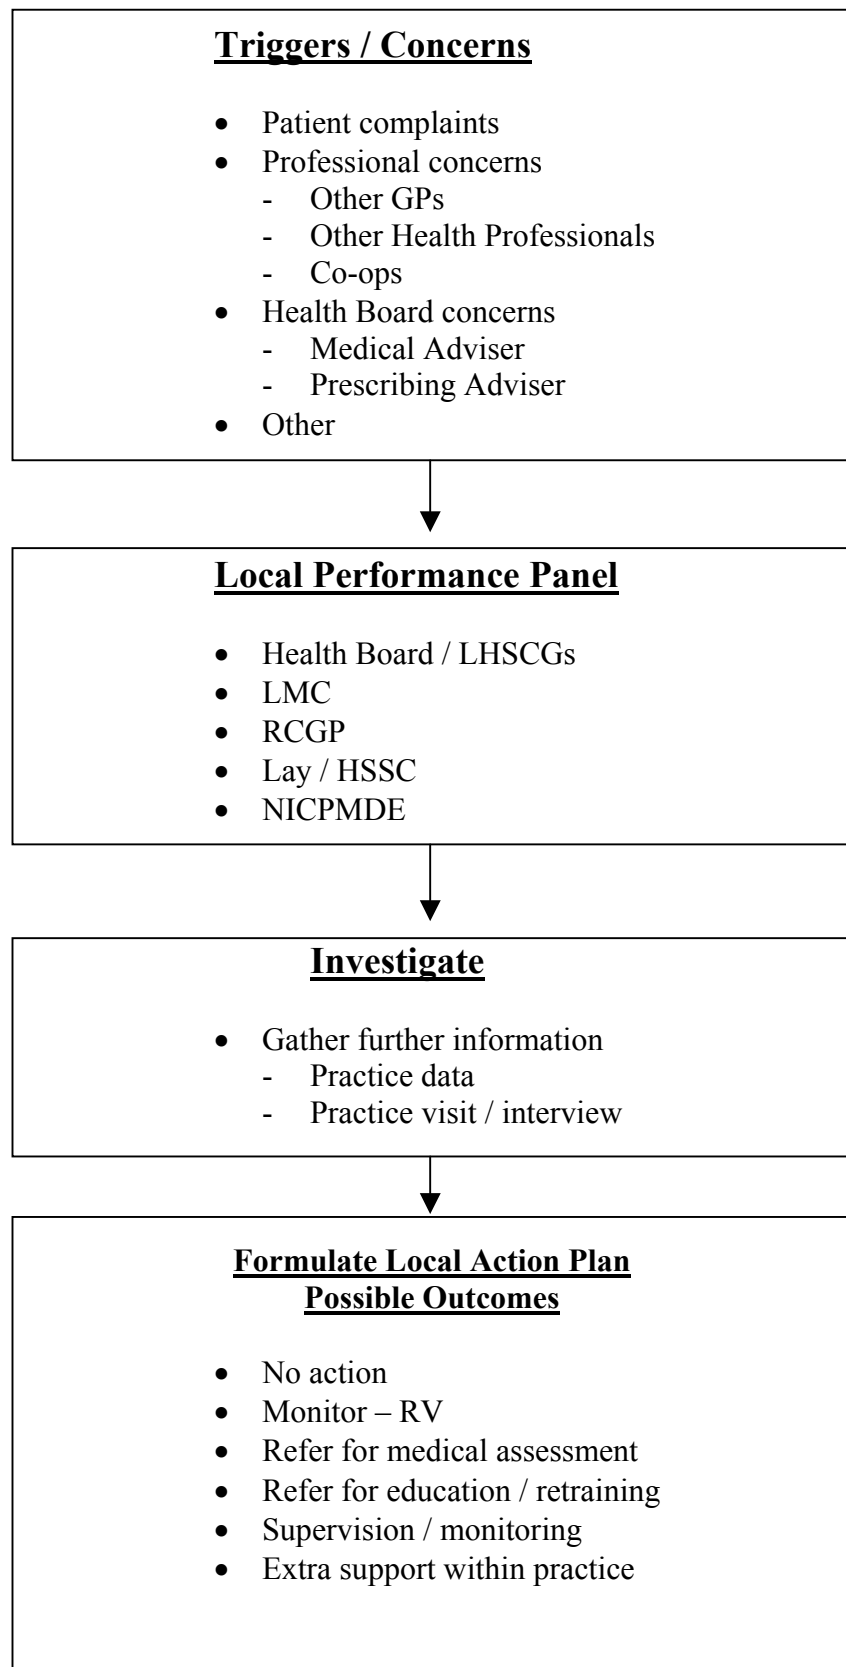 Triggers / Concerns
• Patient complaints
• Professional concerns
- Other GPs
- Other Health Professionals
- Co-ops
• Health Board concerns
- Medical Adviser
- Prescribing Adviser
• Other
Local Performance Panel
• Health Board / LHSCGs
• LMC
• RCGP
• Lay / HSSC
• NICPMDE
Investigate
• Gather further information
- Practice data
- Practice visit / interview
Formulate Local Action Plan
Possible Outcomes
• No action
• Monitor – RV
• Refer for medical assessment
• Refer for education / retraining
• Supervision / monitoring
• Extra support within practice